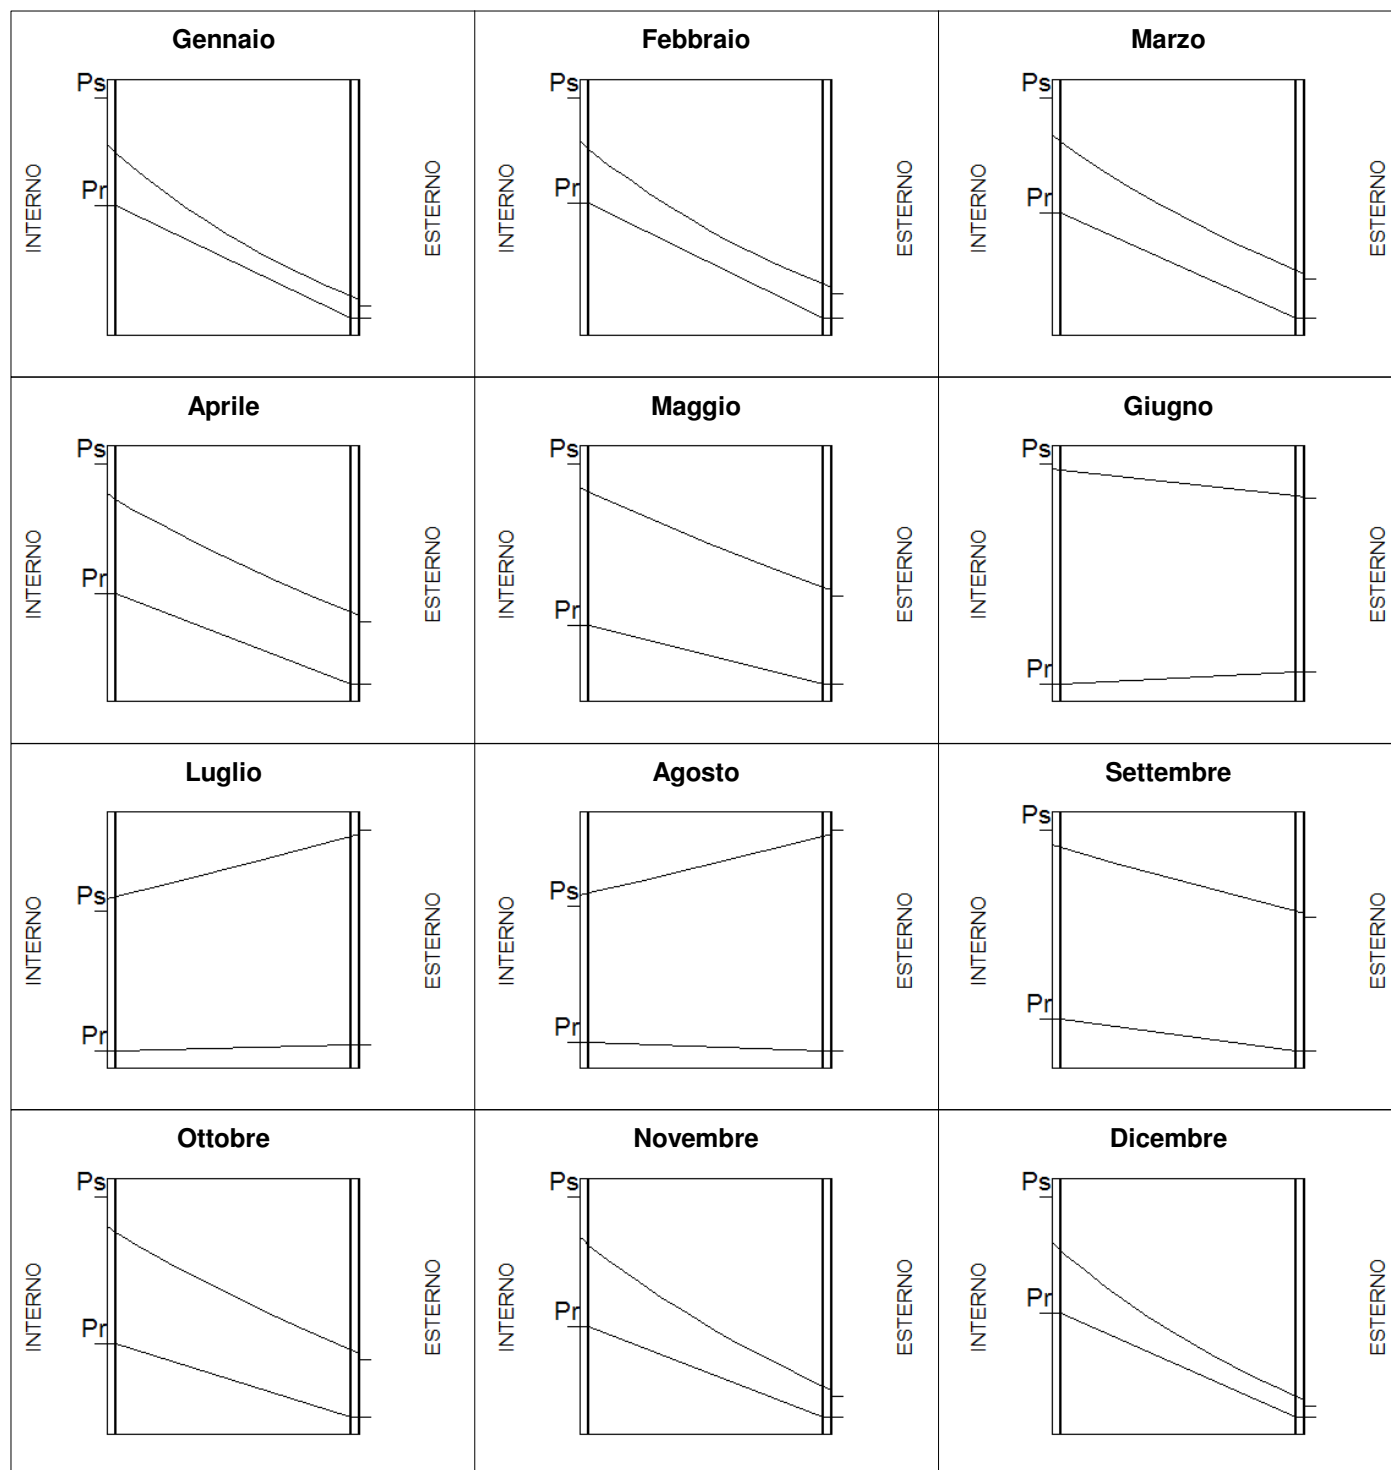 Gennaio
Ps
Pr
INTERNO
ESTERNO
Febbraio
Ps
Pr
INTERNO
ESTERNO
Marzo
Ps
Pr
INTERNO
ESTERNO
Aprile
Ps
Pr
INTERNO
ESTERNO
Maggio
Ps
Pr
INTERNO
ESTERNO
Giugno
Ps
Pr
INTERNO
ESTERNO
Luglio
Ps
Pr
INTERNO
ESTERNO
Agosto
Ps
Pr
INTERNO
ESTERNO
Settembre
Ps
Pr
INTERNO
ESTERNO
Ottobre
Ps
Pr
INTERNO
ESTERNO
Novembre
Ps
Pr
INTERNO
ESTERNO
Dicembre
Ps
Pr
INTERNO
ESTERNO